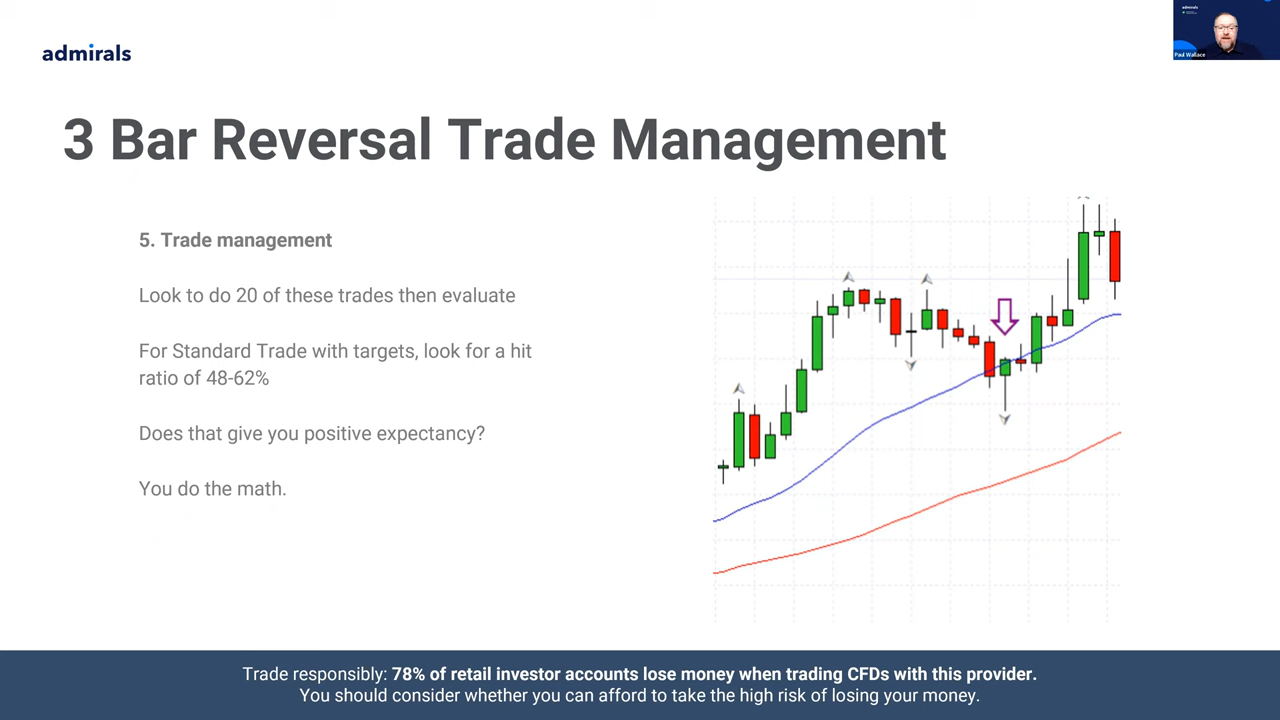 admirals
Paul Wallace
admirals
3 Bar Reversal Trade Management
5. Trade management
Look to do 20 of these trades then evaluate
For Standard Trade with targets, look for a hit
ratio of 48-62%
Does that give you positive expectancy?
You do the math.
Trade responsibly: 78% of retail investor accounts lose money when trading CFDs with this provider.
You should consider whether you can afford to take the high risk of losing your money.